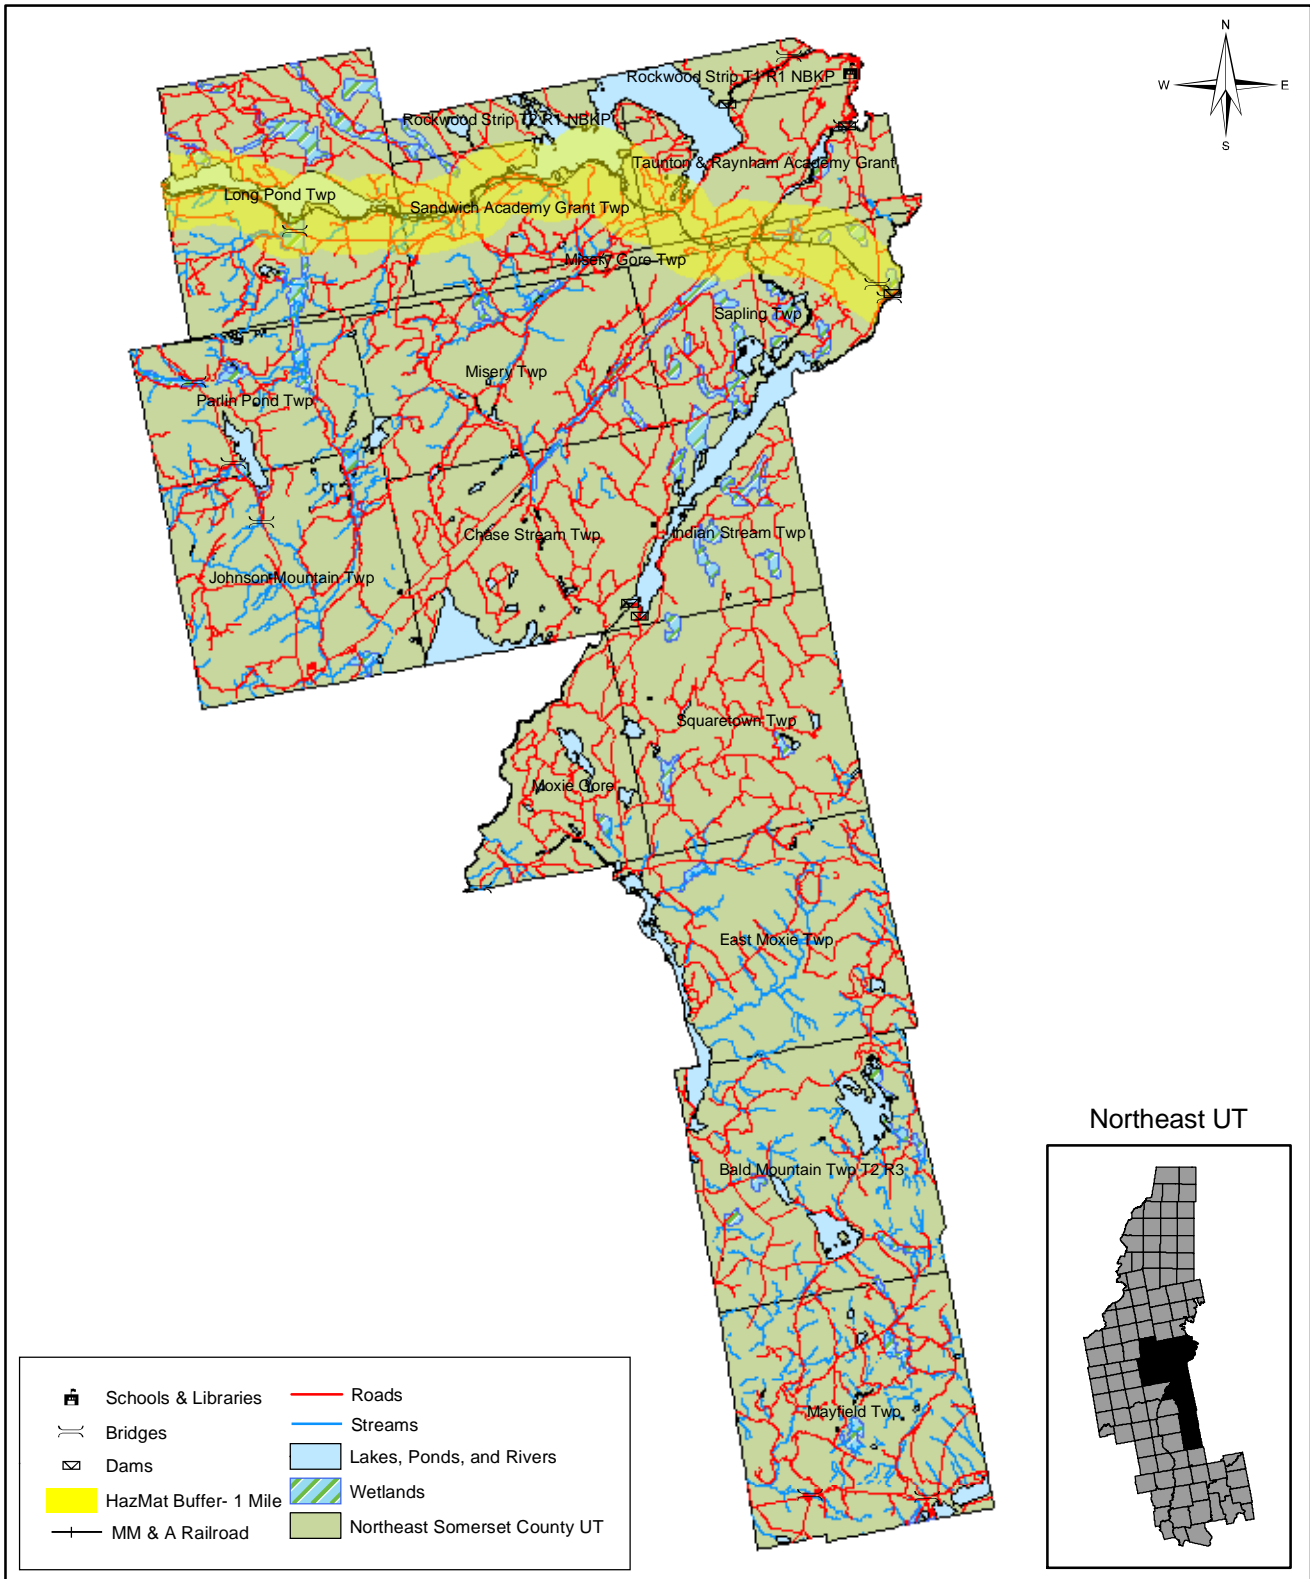 N
W E
S
Rockwood Strip T1 R1 NBKP
Rockwood Strip T2 R1 NBKP
Taunton & Raynham Academy Grant
Long Pond Twp
Sandwich Academy Grant Twp
Misery Gore Twp
Sapling Twp
Misery Twp
Parlin Pond Twp
Chase Stream Twp
Indian Stream Twp
Johnson Mountain Twp
Squaretown Twp
Moxie Gore
East Moxie Twp
Bald Mountain Twp T2 R3
Mayfield Twp
Northeast UT
Schools & Libraries
Bridges
Dams
HazMat Buffer- 1 Mile
MM & A Railroad
Roads
Streams
Lakes, Ponds, and Rivers
Wetlands
Northeast Somerset County UT